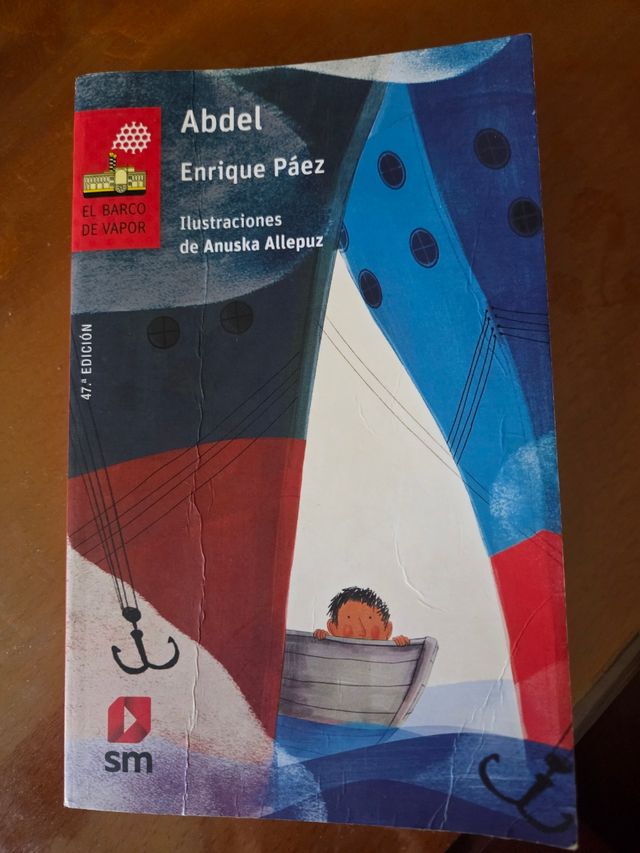 Abdel
Enrique Páez
Ilustraciones
de Anuska Allepuz
EL BARCO
DE VAPOR
47.ª EDICIÓN
sm